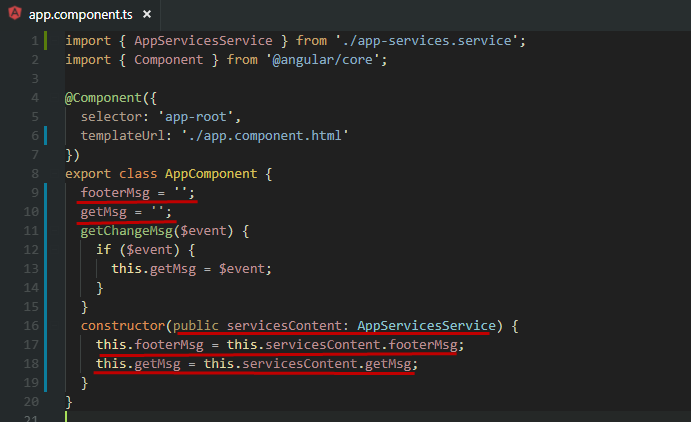 app.component.ts ×
1 import { AppServicesService } from './app-services.service';
2 import { Component } from '@angular/core';
3
4 @Component({
5   selector: 'app-root',
6   templateUrl: './app.component.html'
7 })
8 export class AppComponent {
9   footerMsg = '';
10   getMsg = '';
11   getChangeMsg($event) {
12     if ($event) {
13       this.getMsg = $event;
14     }
15   }
16   constructor(public servicesContent: AppServicesService) {
17     this.footerMsg = this.servicesContent.footerMsg;
18     this.getMsg = this.servicesContent.getMsg;
19   }
20 }
21